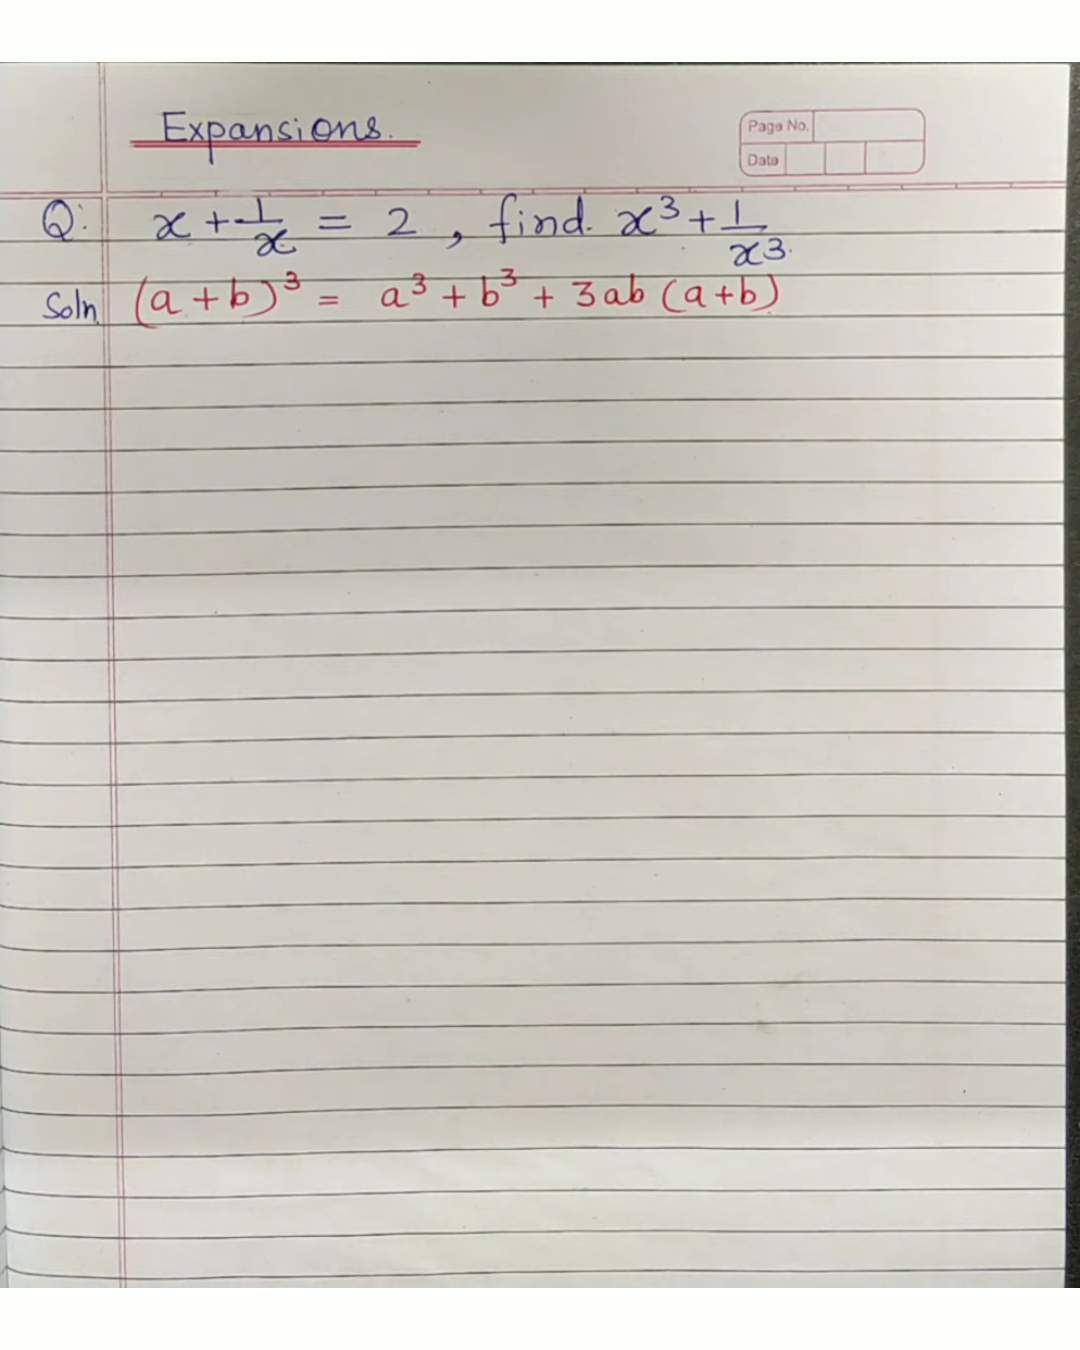 Expansions.
Page No.
Date
Q: x + 1/x = 2 , find. x³ + 1/x³.
Soln. (a+b)³ = a³ + b³ + 3ab (a+b)